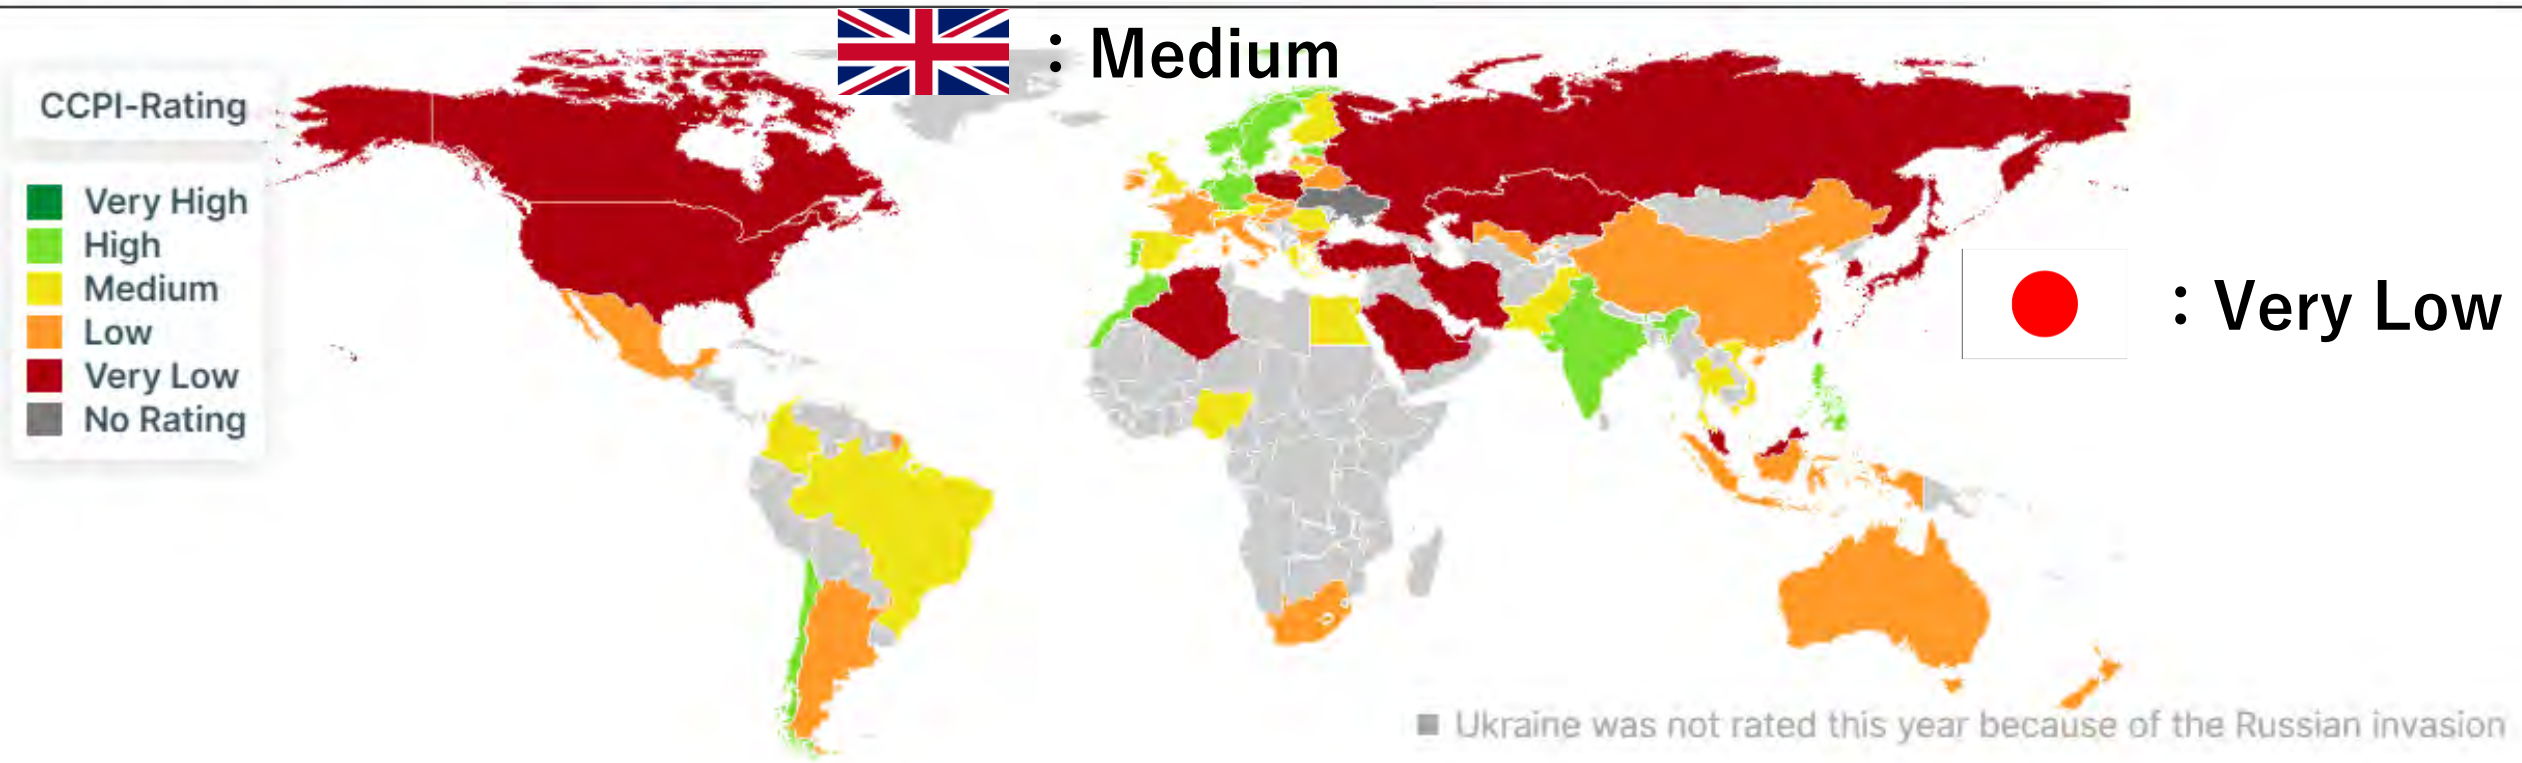 : Medium
CCPI-Rating
Very High
High
Medium
Low
Very Low
No Rating
: Very Low
Ukraine was not rated this year because of the Russian invasion